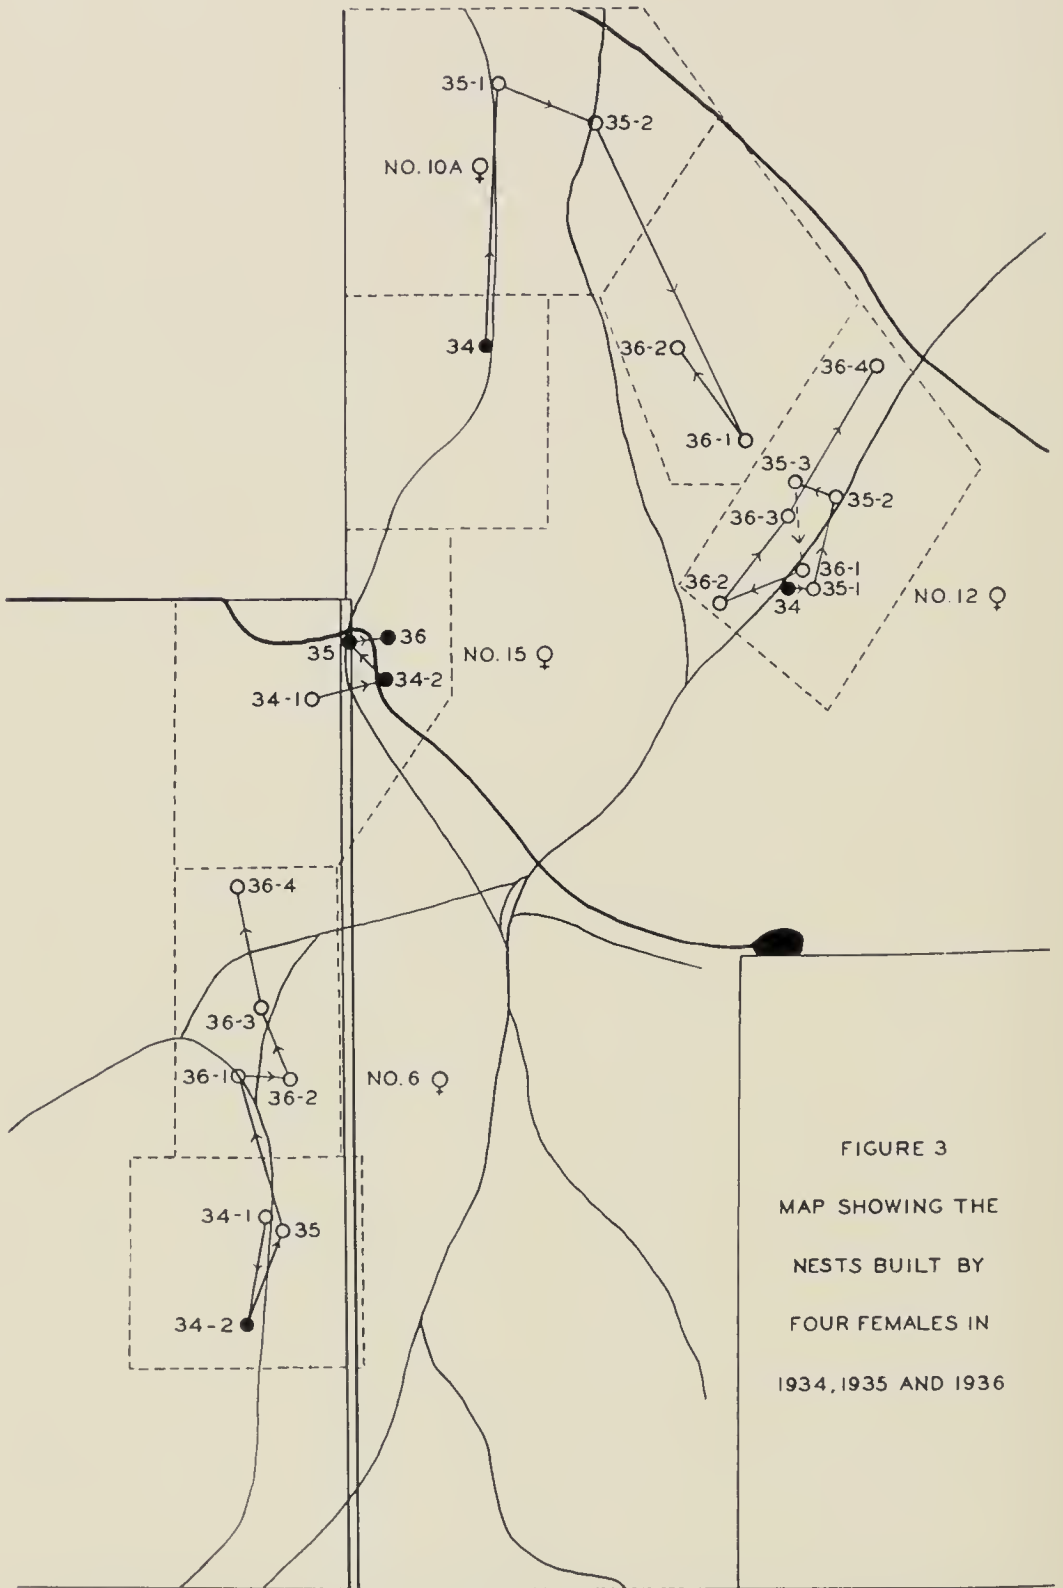 35-1
35-2
NO. 10A ♀
34
36-2
36-4
36-1
35-3
35-2
36-3
36-1
36-2
34
35-1
NO. 12 ♀
36
35
NO. 15 ♀
34-2
34-1
36-4
36-3
36-1
36-2
NO. 6 ♀
34-1
35
34-2
FIGURE 3
MAP SHOWING THE
NESTS BUILT BY
FOUR FEMALES IN
1934, 1935 AND 1936